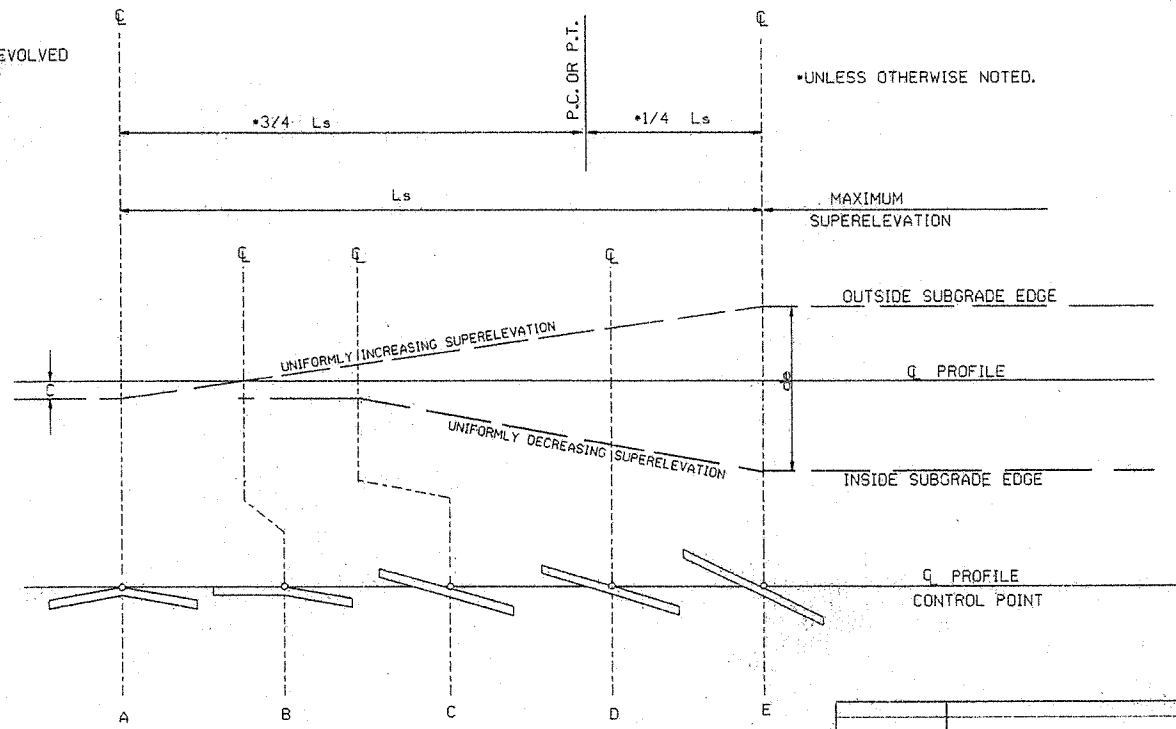 ℄
℄
EVOLVED
P.C. OR P.T.
*UNLESS OTHERWISE NOTED.
*3/4 Ls
*1/4 Ls
Ls
MAXIMUM
SUPERELEVATION
℄
℄
℄
OUTSIDE SUBGRADE EDGE
UNIFORMLY INCREASING SUPERELEVATION
℄ PROFILE
C
UNIFORMLY DECREASING SUPERELEVATION
INSIDE SUBGRADE EDGE
℄ PROFILE
CONTROL POINT
A
B
C
D
E